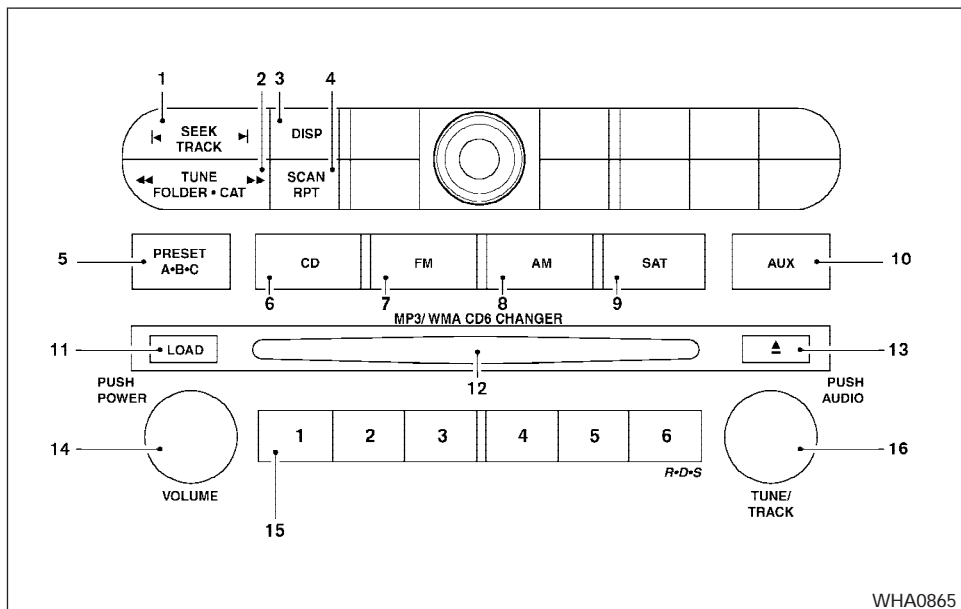 1 2 3 4
SEEK DISP
TRACK
TUNE SCAN
FOLDER • CAT RPT
5 PRESET CD FM AM SAT AUX 10
A•B•C
6 7 8 9
MP3/ WMA CD6 CHANGER
11 LOAD 13
12
PUSH PUSH
POWER AUDIO
14 1 2 3 4 5 6 16
R•D•S
VOLUME TUNE/
15 TRACK
WHA0865